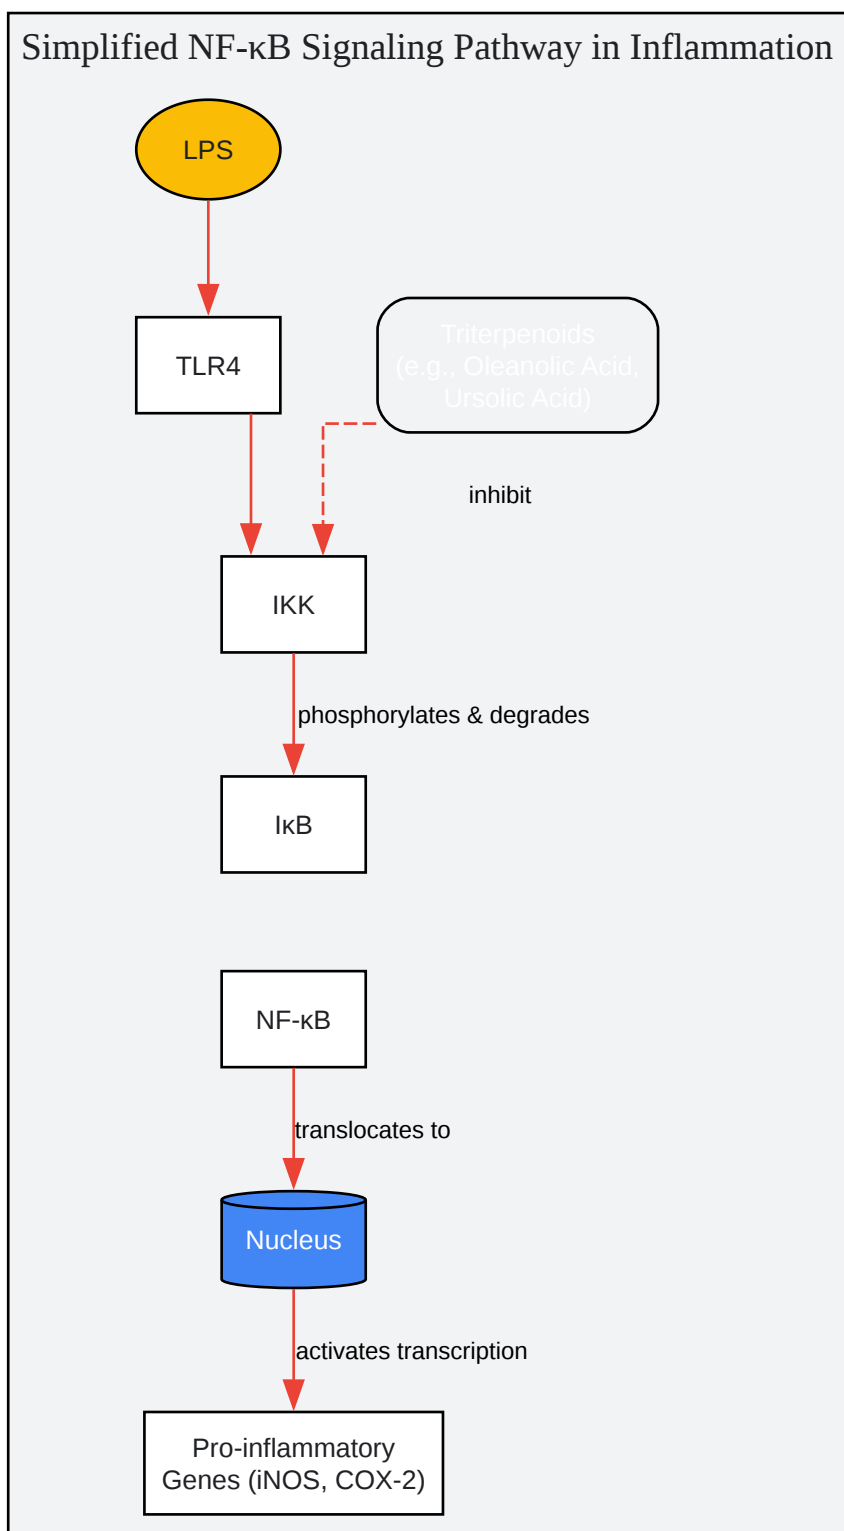 Simplified NF-κB Signaling Pathway in Inflammation
LPS
TLR4
Triterpenoids
(e.g., Oleanolic Acid,
Ursolic Acid)
inhibit
IKK
phosphorylates & degrades
IκB
NF-κB
translocates to
Nucleus
activates transcription
Pro-inflammatory
Genes (iNOS, COX-2)